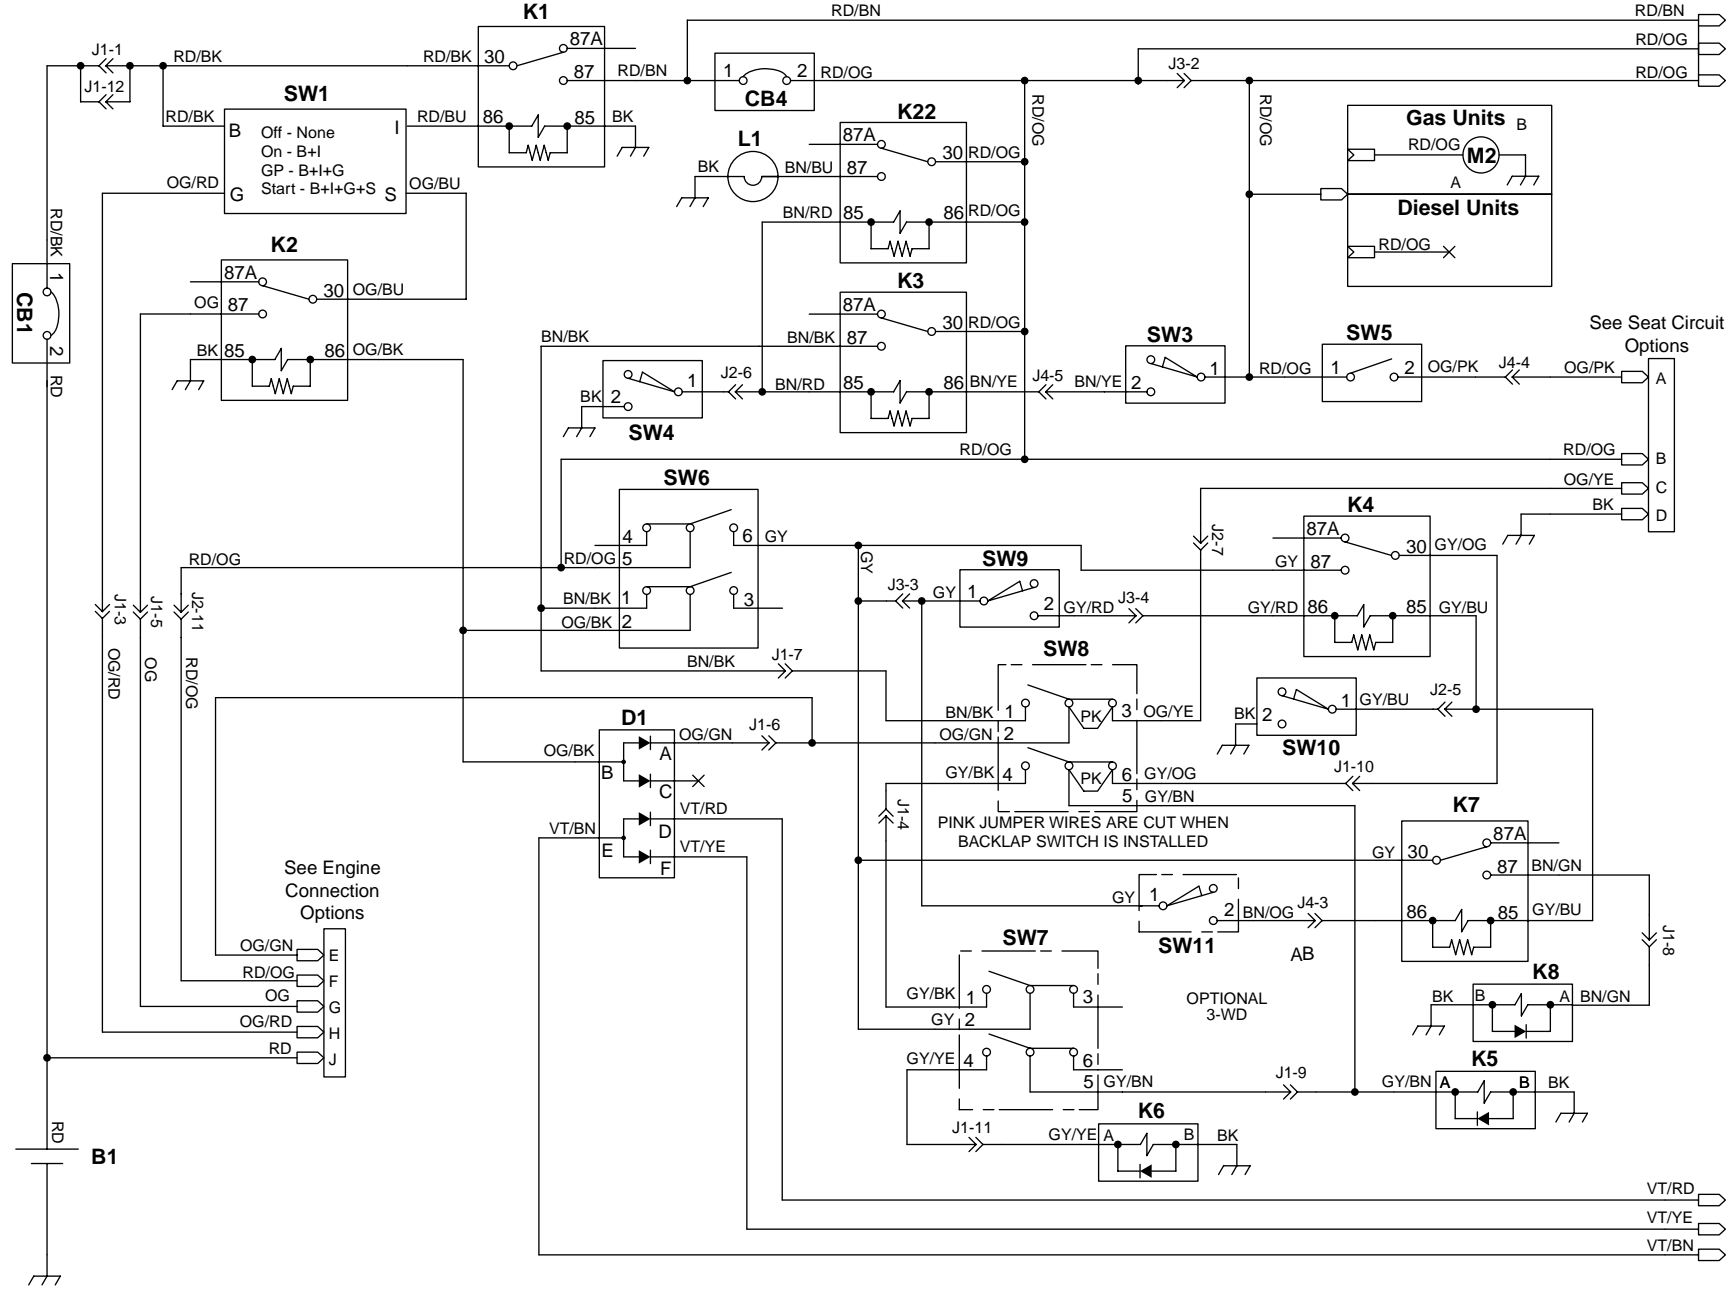 K1 RD/BN RD/BN
87A RD/OG
J1-1 RD/BK RD/BK 30 87 RD/BN 1 2 RD/OG J3-2 RD/OG
J1-12 CB4
SW1 K22 RD/OG RD/OG
RD/BK B Off - None I RD/BU 86 85 BK
On - B+I
GP - B+I+G
Start - B+I+G+S
OG/RD G S OG/BU
L1 87A 30 RD/OG
BK BN/BU 87
BN/RD 85 86 RD/OG
Gas Units B
RD/OG M2
A
Diesel Units
RD/OG
RD/BK
K2
87A 30 OG/BU
OG 87
BK 85 86 OG/BK
1
CB1
2
RD
K3
87A 30 RD/OG
BN/BK BN/BK 87
SW3 SW5 See Seat Circuit
Options
J2-6 BN/RD 85 86 BN/YE J4-5 BN/YE 2 1 RD/OG 1 2 OG/PK J4-4 OG/PK A
BK 2 1
SW4
RD/OG RD/OG B
OG/YE C
BK D
SW6
4 6 GY
RD/OG RD/OG 5
BN/BK 1 3
OG/BK 2
BN/BK J1-7
GY
J2-7
K4
87A 30 GY/OG
GY 87
GY/RD 86 85 GY/BU
SW9
J3-3 GY 1 2 GY/RD J3-4
J1-3 J1-5 J2-11
OG/RD OG RD/OG
SW8
BN/BK 1 PK 3 OG/YE
OG/GN 2
GY/BK 4 PK 6 GY/OG
5 GY/BN
PINK JUMPER WIRES ARE CUT WHEN
BACKLAP SWITCH IS INSTALLED
BK 2 1 GY/BU J2-5
SW10
J1-10
D1
OG/BK B A OG/GN J1-6
C
VT/BN E D VT/RD
F VT/YE
J1-4
K7
87A
GY 30 87 BN/GN
86 85 GY/BU
GY 1 2 BN/OG J4-3
SW11
AB
J1-8
See Engine
Connection
Options
OG/GN E
RD/OG F
OG G
OG/RD H
RD J
SW7
GY/BK 1 3
GY 2
GY/YE 4 6
5 GY/BN
OPTIONAL
3-WD
K8
BK B A BN/GN
K5
J1-9 GY/BN A B BK
K6
J1-11 GY/YE A B BK
RD
B1
VT/RD
VT/YE
VT/BN